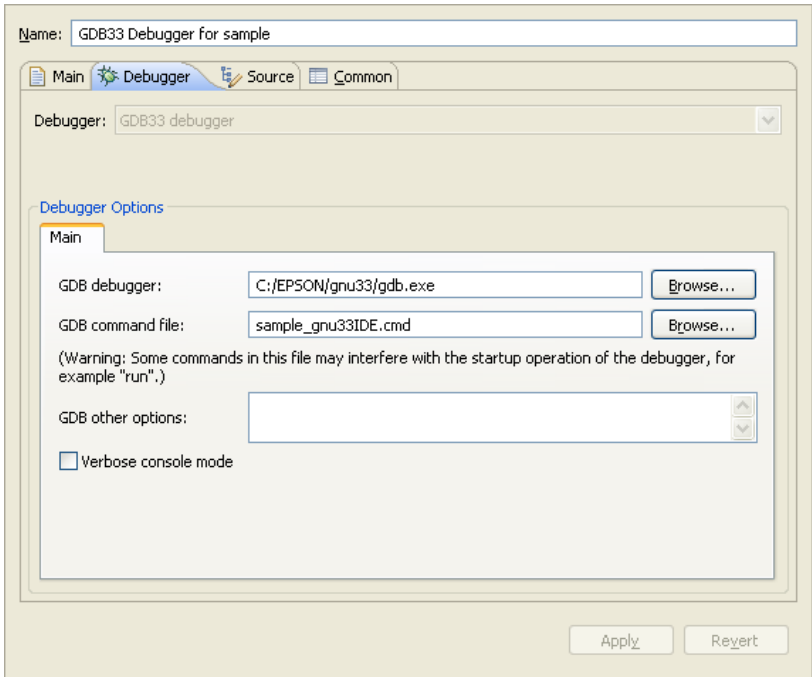 Name: GDB33 Debugger for sample
Main Debugger Source Common
Debugger: GDB33 debugger
Debugger Options
Main
GDB debugger: C:/EPSON/gnu33/gdb.exe Browse...
GDB command file: sample_gnu33IDE.cmd Browse...
(Warning: Some commands in this file may interfere with the startup operation of the debugger, for
example "run".)
GDB other options:
Verbose console mode
Apply Revert